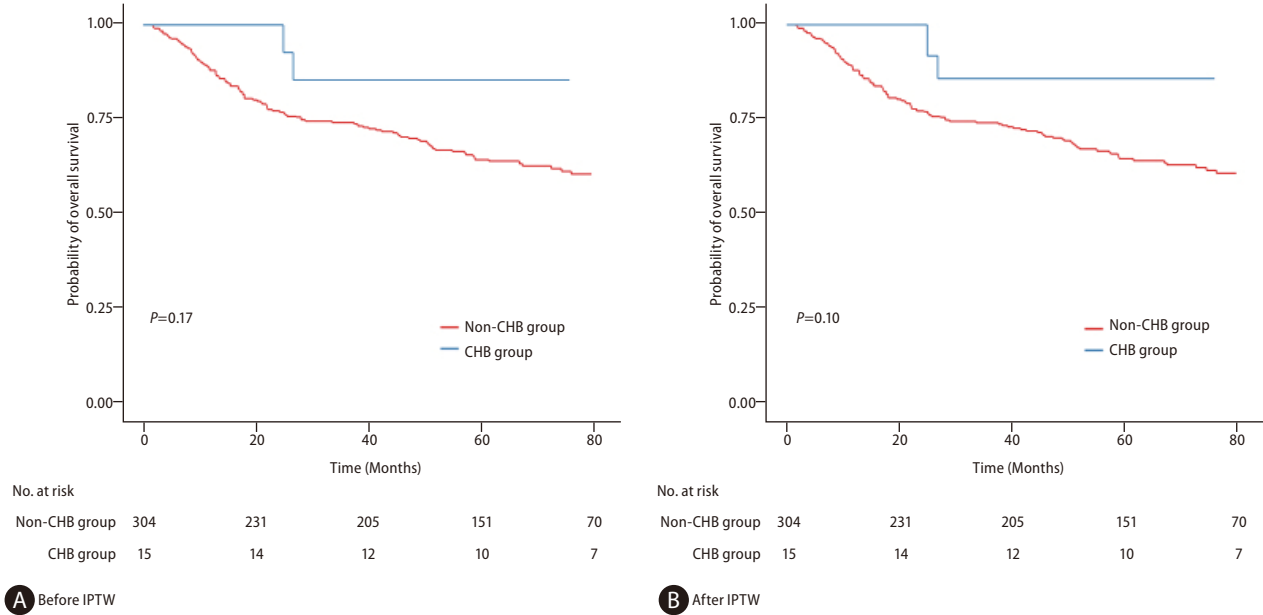 1.00
0.75
0.50
0.25
0.00
Probability of overall survival
P=0.17
Non-CHB group
CHB group
0 20 40 60 80
Time (Months)
No. at risk
Non-CHB group 304 231 205 151 70
CHB group 15 14 12 10 7
A Before IPTW
1.00
0.75
0.50
0.25
0.00
Probability of overall survival
P=0.10
Non-CHB group
CHB group
0 20 40 60 80
Time (Months)
No. at risk
Non-CHB group 304 231 205 151 70
CHB group 15 14 12 10 7
B After IPTW